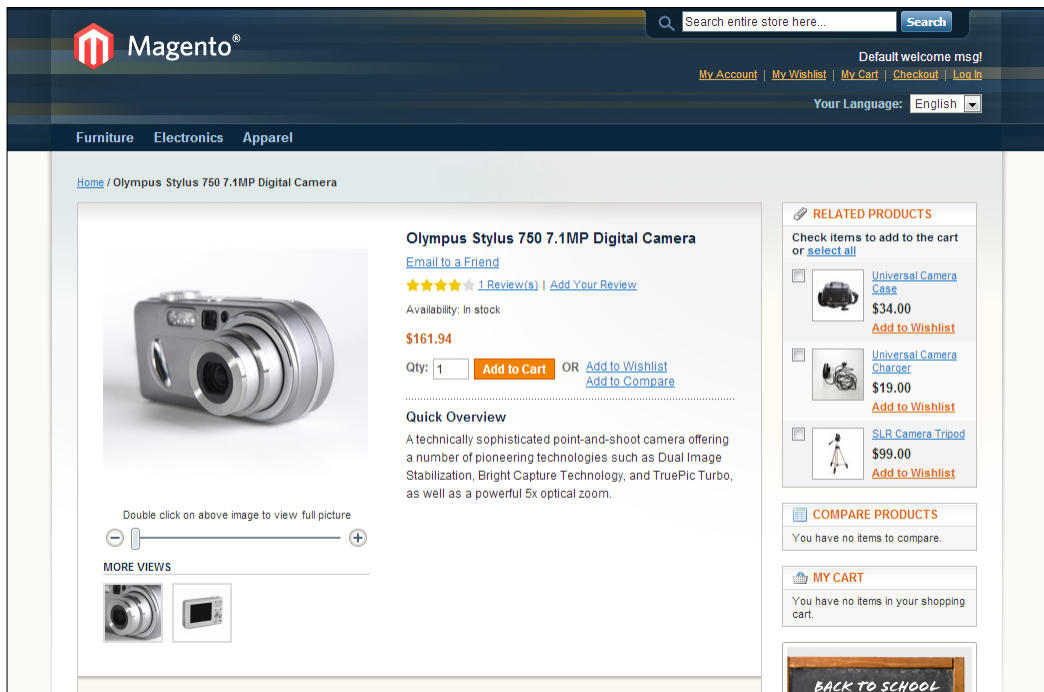 Search entire store here...
Search
Magento®
Default welcome msg!
My Account | My Wishlist | My Cart | Checkout | Log In
Your Language: English
Furniture Electronics Apparel
Home / Olympus Stylus 750 7.1MP Digital Camera
Olympus Stylus 750 7.1MP Digital Camera
Email to a Friend
1 Review(s) | Add Your Review
Availability: In stock
$161.94
Qty: 1 Add to Cart OR Add to Wishlist
Add to Compare
Quick Overview
A technically sophisticated point-and-shoot camera offering
a number of pioneering technologies such as Dual Image
Stabilization, Bright Capture Technology, and TruePic Turbo,
as well as a powerful 5x optical zoom.
Double click on above image to view full picture
MORE VIEWS
RELATED PRODUCTS
Check items to add to the cart
or select all
Universal Camera
Case
$34.00
Add to Wishlist
Universal Camera
Charger
$19.00
Add to Wishlist
SLR Camera Tripod
$99.00
Add to Wishlist
COMPARE PRODUCTS
You have no items to compare.
MY CART
You have no items in your shopping
cart.
BACK TO SCHOOL